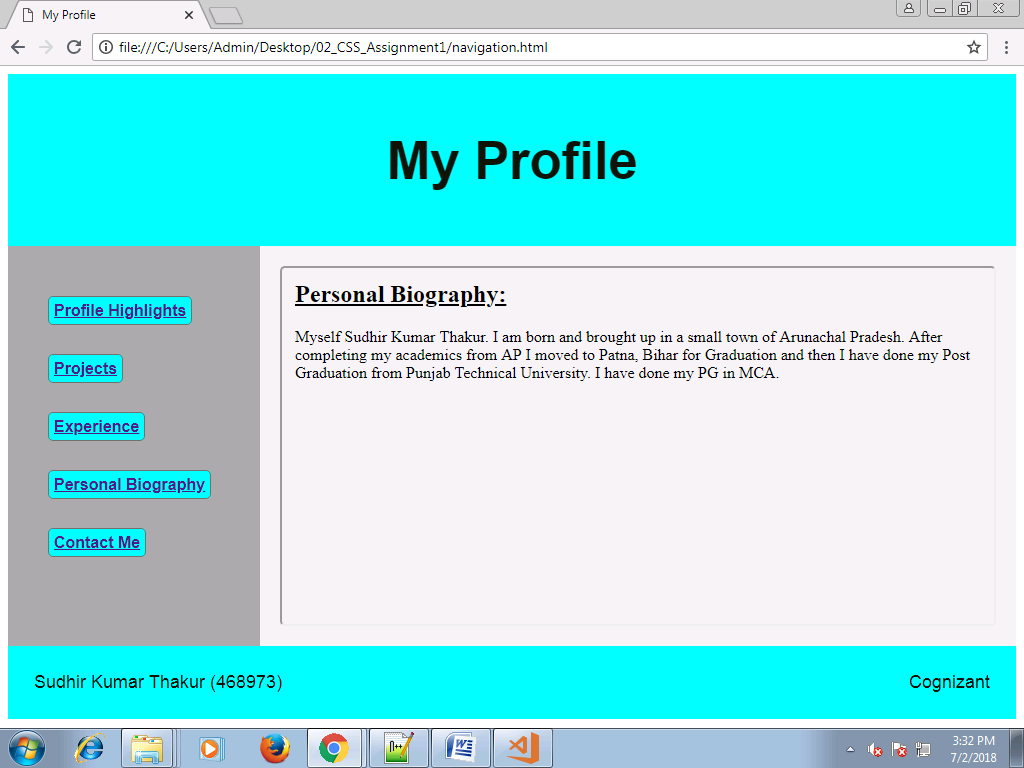 My Profile
file:///C:/Users/Admin/Desktop/02_CSS_Assignment1/navigation.html
My Profile
Profile Highlights
Projects
Experience
Personal Biography
Contact Me
Personal Biography:
Myself Sudhir Kumar Thakur. I am born and brought up in a small town of Arunachal Pradesh. After
completing my academics from AP I moved to Patna, Bihar for Graduation and then I have done my Post
Graduation from Punjab Technical University. I have done my PG in MCA.
Sudhir Kumar Thakur (468973)
Cognizant
3:32 PM
7/2/2018